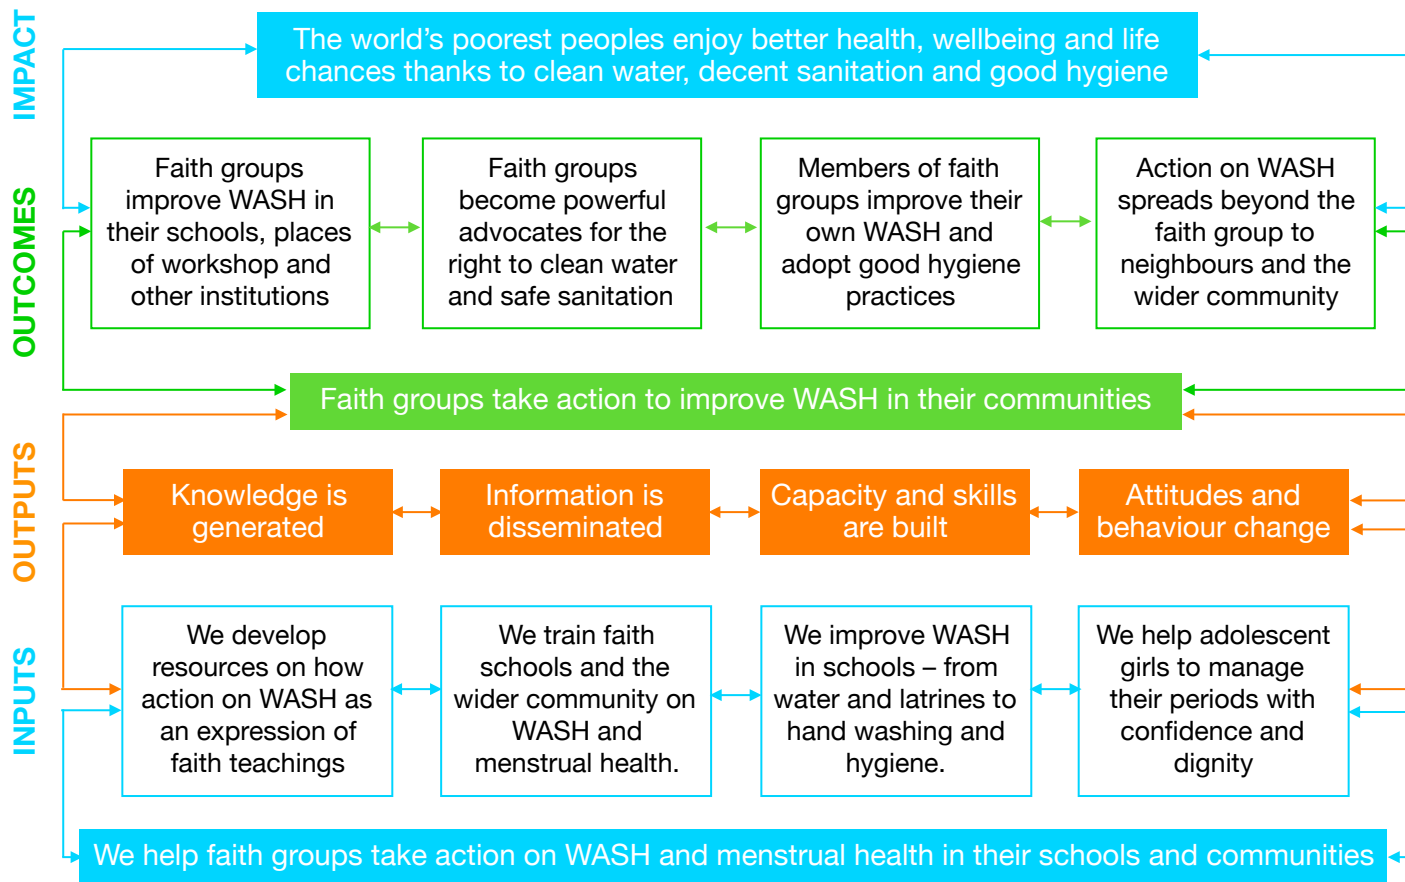 IMPACT
The world's poorest peoples enjoy better health, wellbeing and life
chances thanks to clean water, decent sanitation and good hygiene
OUTCOMES
Faith groups
improve WASH in
their schools, places
of workshop and
other institutions
Faith groups
become powerful
advocates for the
right to clean water
and safe sanitation
Members of faith
groups improve their
own WASH and
adopt good hygiene
practices
Action on WASH
spreads beyond the
faith group to
neighbours and the
wider community
Faith groups take action to improve WASH in their communities
OUTPUTS
Knowledge is
generated
Information is
disseminated
Capacity and skills
are built
Attitudes and
behaviour change
INPUTS
We develop
resources on how
action on WASH as
an expression of
faith teachings
We train faith
schools and the
wider community on
WASH and
menstrual health.
We improve WASH
in schools – from
water and latrines to
hand washing and
hygiene.
We help adolescent
girls to manage
their periods with
confidence and
dignity
We help faith groups take action on WASH and menstrual health in their schools and communities